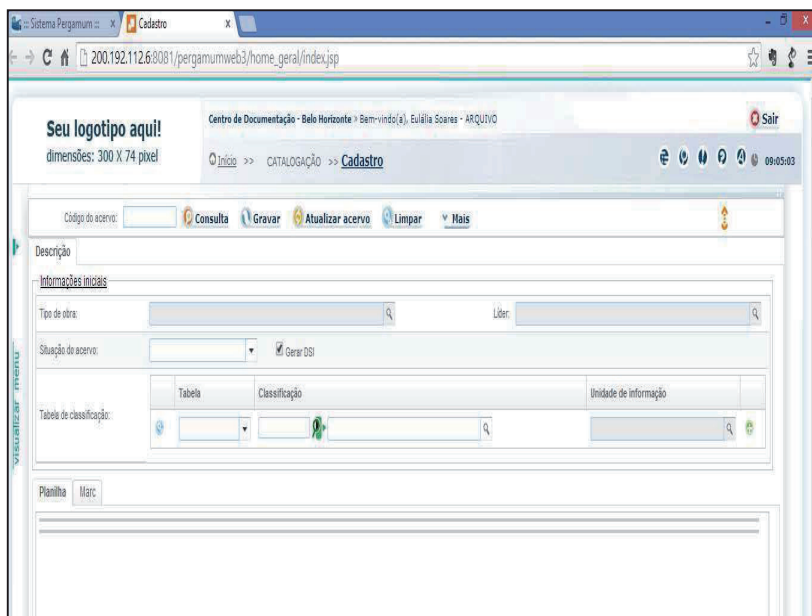 ::: Sistema Pergamum ::: x Cadastro x
200.192.112.6:8081/pergamumweb3/home_geral/index.jsp
Seu logotipo aqui!
dimensões: 300 X 74 pixel
Centro de Documentação - Belo Horizonte > Bem-vindo(a), Eulália Soares - ARQUIVO
Sair
Início >> CATALOGAÇÃO >> Cadastro
09:05:03
Código do acervo: Consulta Gravar Atualizar acervo Limpar Mais
visualizar menu
Descrição
Informações iniciais
Tipo de obra: Líder:
Situação do acervo: Gerar DSI
Tabela Classificação Unidade de informação
Tabela de classificação:
Planilha Marc